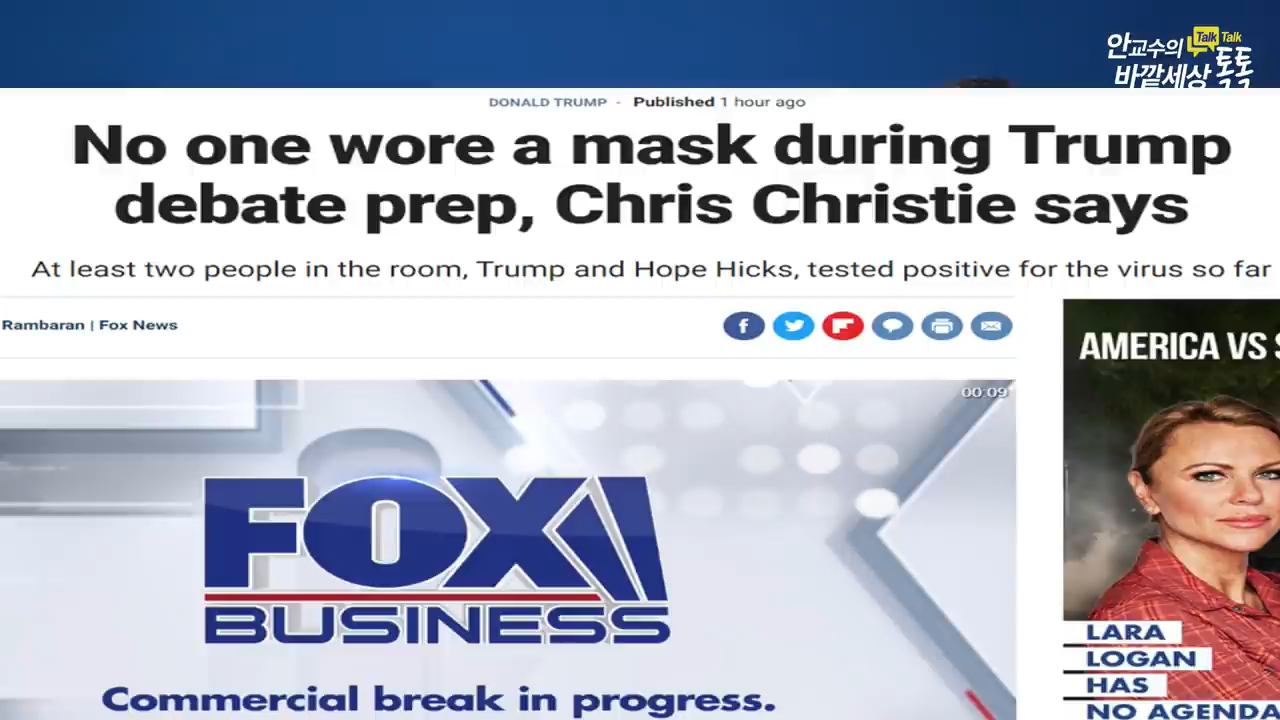 안교수의 Talk Talk
바깥세상 톡톡
DONALD TRUMP - Published 1 hour ago
No one wore a mask during Trump
debate prep, Chris Christie says
At least two people in the room, Trump and Hope Hicks, tested positive for the virus so far
Rambaran | Fox News
00:09
AMERICA VS S
FOX
BUSINESS
Commercial break in progress.
LARA
LOGAN
HAS
NO AGENDA